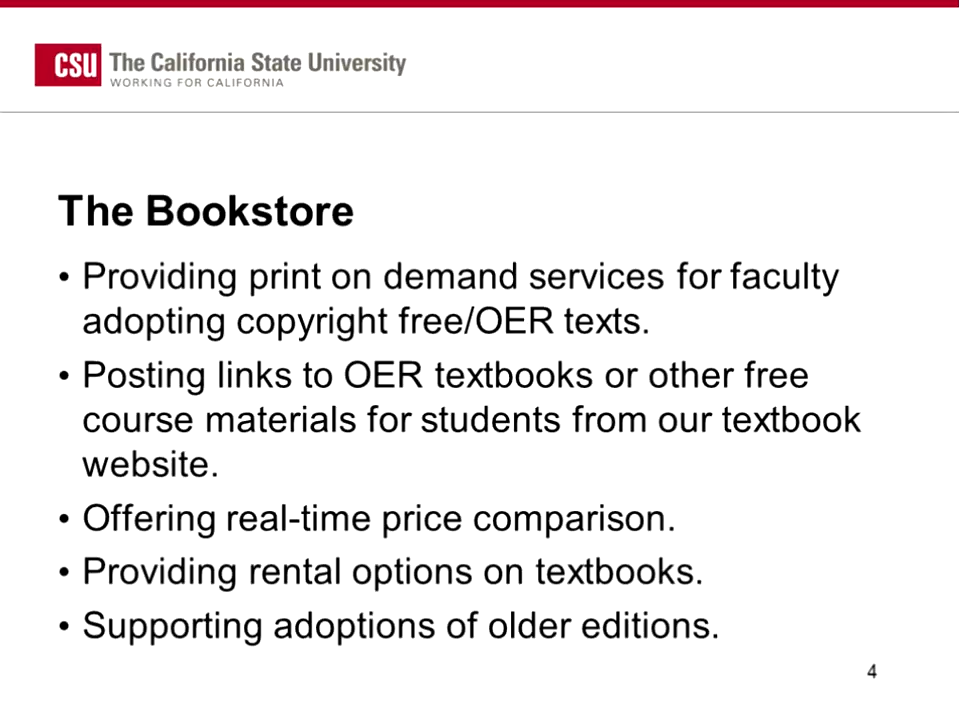 CSU The California State University
WORKING FOR CALIFORNIA
The Bookstore
• Providing print on demand services for faculty
adopting copyright free/OER texts.
• Posting links to OER textbooks or other free
course materials for students from our textbook
website.
• Offering real-time price comparison.
• Providing rental options on textbooks.
• Supporting adoptions of older editions.
4